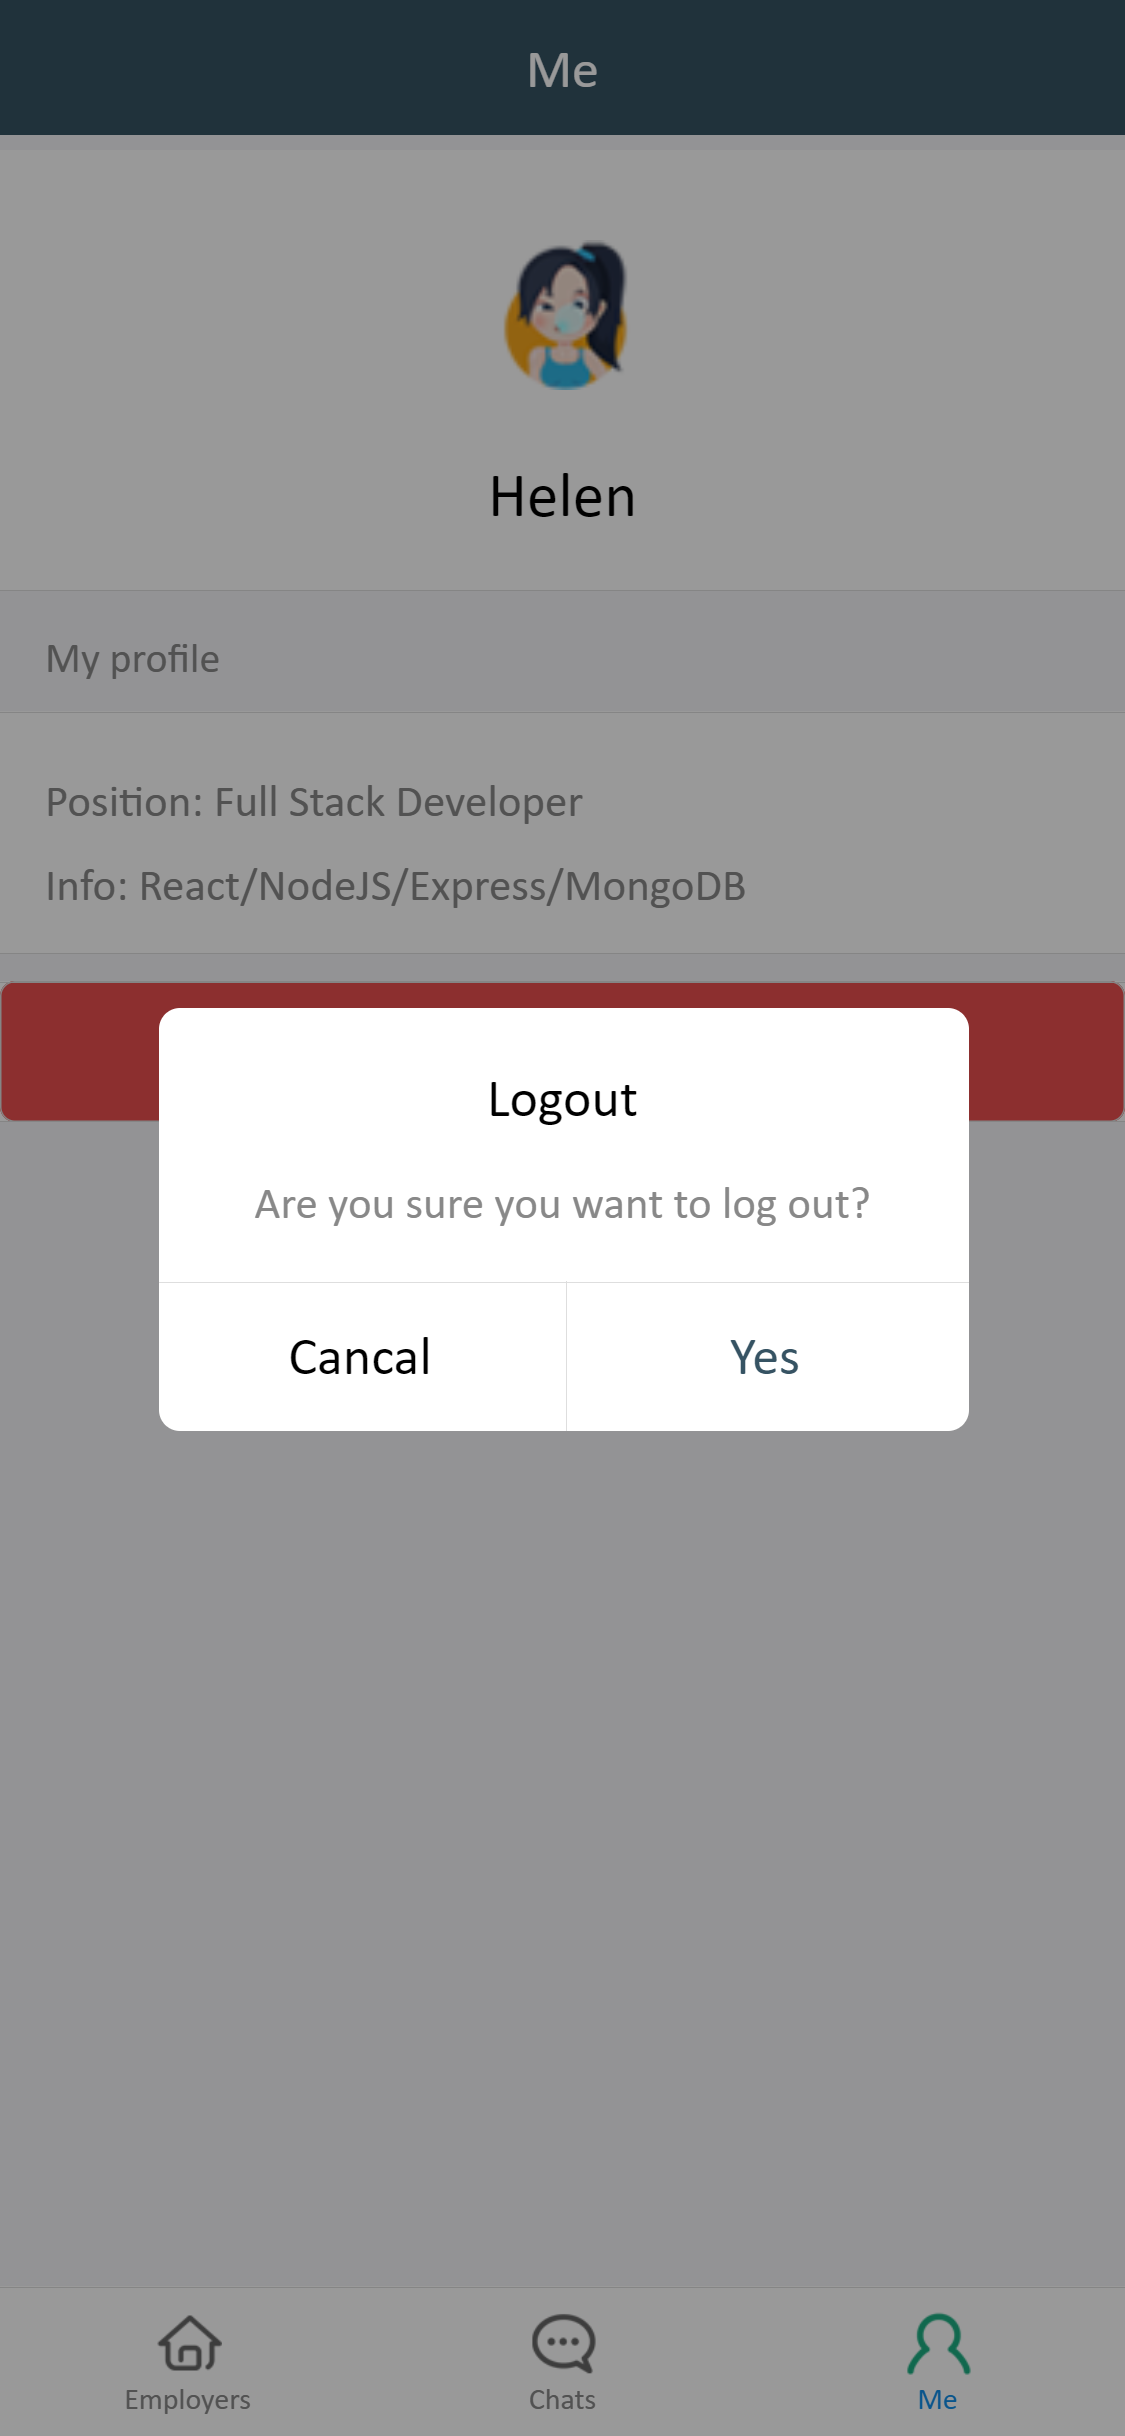 Me
Helen
My profile
Position: Full Stack Developer
Info: React/NodeJS/Express/MongoDB
Logout
Are you sure you want to log out?
Cancal
Yes
Employers
Chats
Me